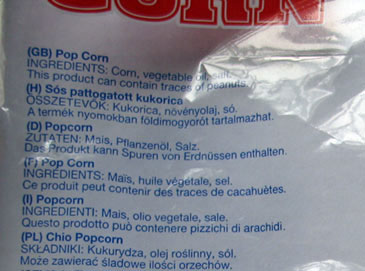 CORN
(GB) Pop Corn
INGREDIENTS: Corn, vegetable oil, salt.
This product can contain traces of peanuts.
(H) Sós pattogatott kukorica
ÖSSZETEVŐK: Kukorica, növényolaj, só.
A termék nyomokban földimogyorót tartalmazhat.
(D) Popcorn
ZUTATEN: Mais, Pflanzenöl, Salz.
Das Produkt kann Spuren von Erdnüssen enthalten.
(F) Pop Corn
INGRÉDIENTS: Maïs, huile végétale, sel.
Ce produit peut contenir des traces de cacahuètes.
(I) Popcorn
INGREDIENTI: Mais, olio vegetale, sale.
Questo prodotto può contenere pizzichi di arachidi.
(PL) Chio Popcorn
SKŁADNIKI: Kukurydza, olej roślinny, sól.
Może zawierać śladowe ilości orzechów.